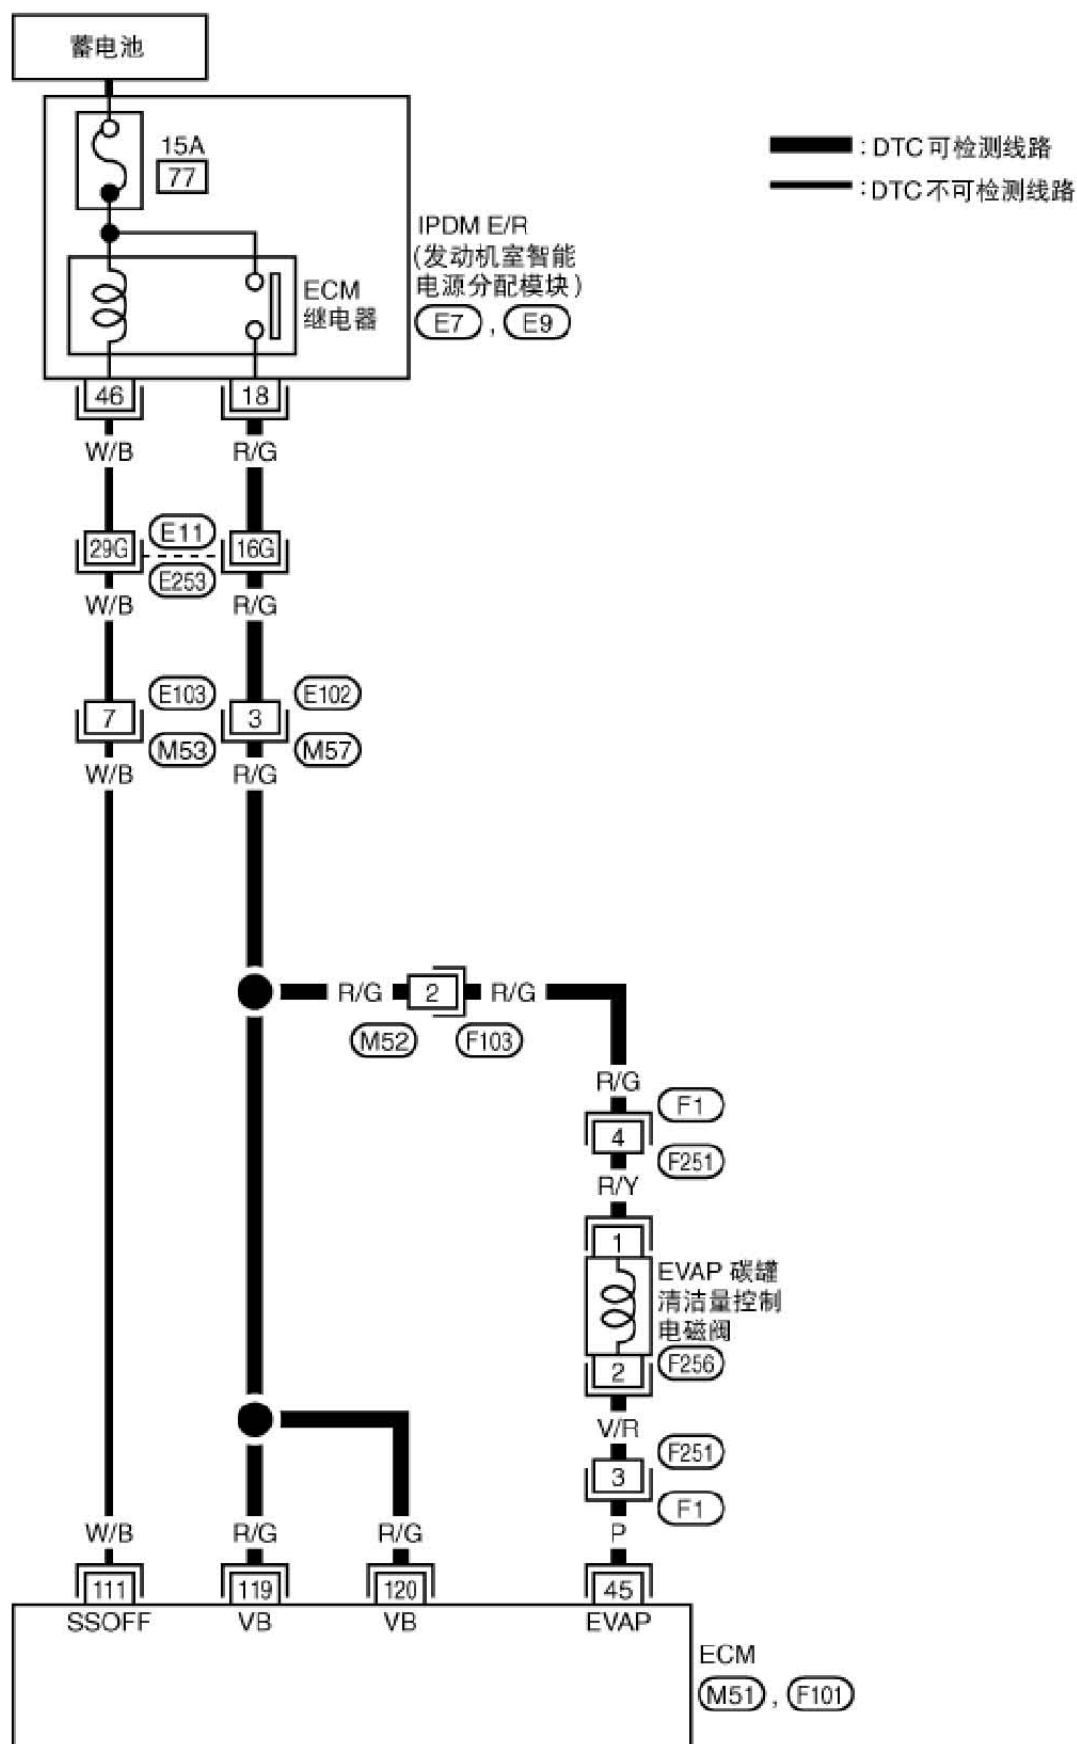 蓄电池
15A
77
:DTC可检测线路
:DTC不可检测线路
IPDM E/R
(发动机室智能
电源分配模块)
E7 , E9
ECM
继电器
46 18
W/B R/G
29G E11 16G
E253
W/B R/G
E103 E102
7 3
M53 M57
W/B R/G
R/G 2 R/G
M52 F103
R/G
F1
4
F251
R/Y
1
EVAP 碳罐
清洁量控制
电磁阀
2 F256
V/R
F251
3
F1
W/B R/G R/G P
111 119 120 45
SSOFF VB VB EVAP
ECM
M51 , F101